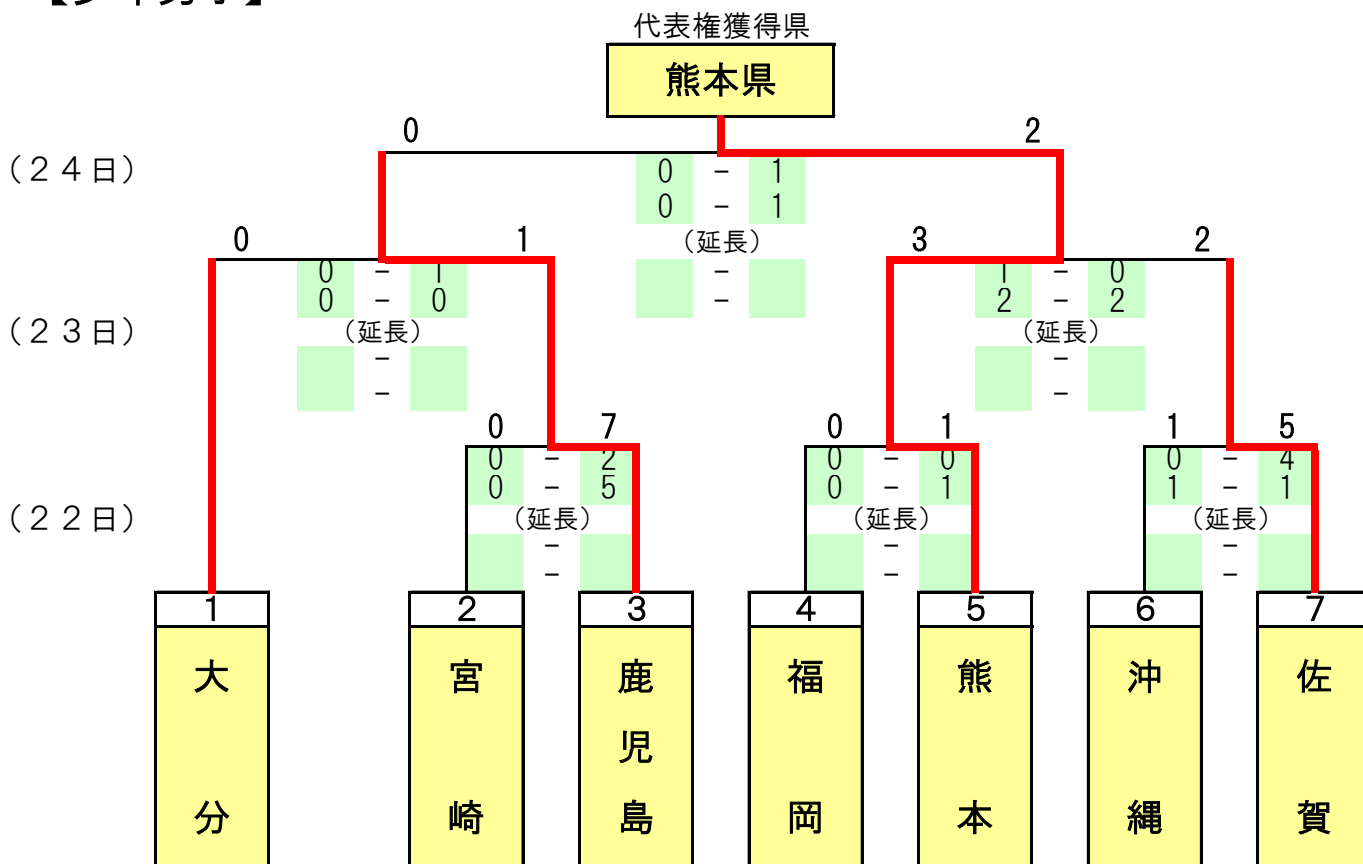 代表権獲得県
熊本県
0 2
(24日)
0 - 1
0 - 1
(延長)
-
-
0 1 3 2
0 - 1 1 - 0
0 - 0 2 - 2
(23日)
(延長) (延長)
- -
- -
0 7 0 1 1 5
0 - 2 0 - 0 0 - 4
0 - 5 0 - 1 1 - 1
(22日)
(延長) (延長) (延長)
- - -
- - -
1 2 3 4 5 6 7
大分 宮崎 鹿児島 福岡 熊本 沖縄 佐賀